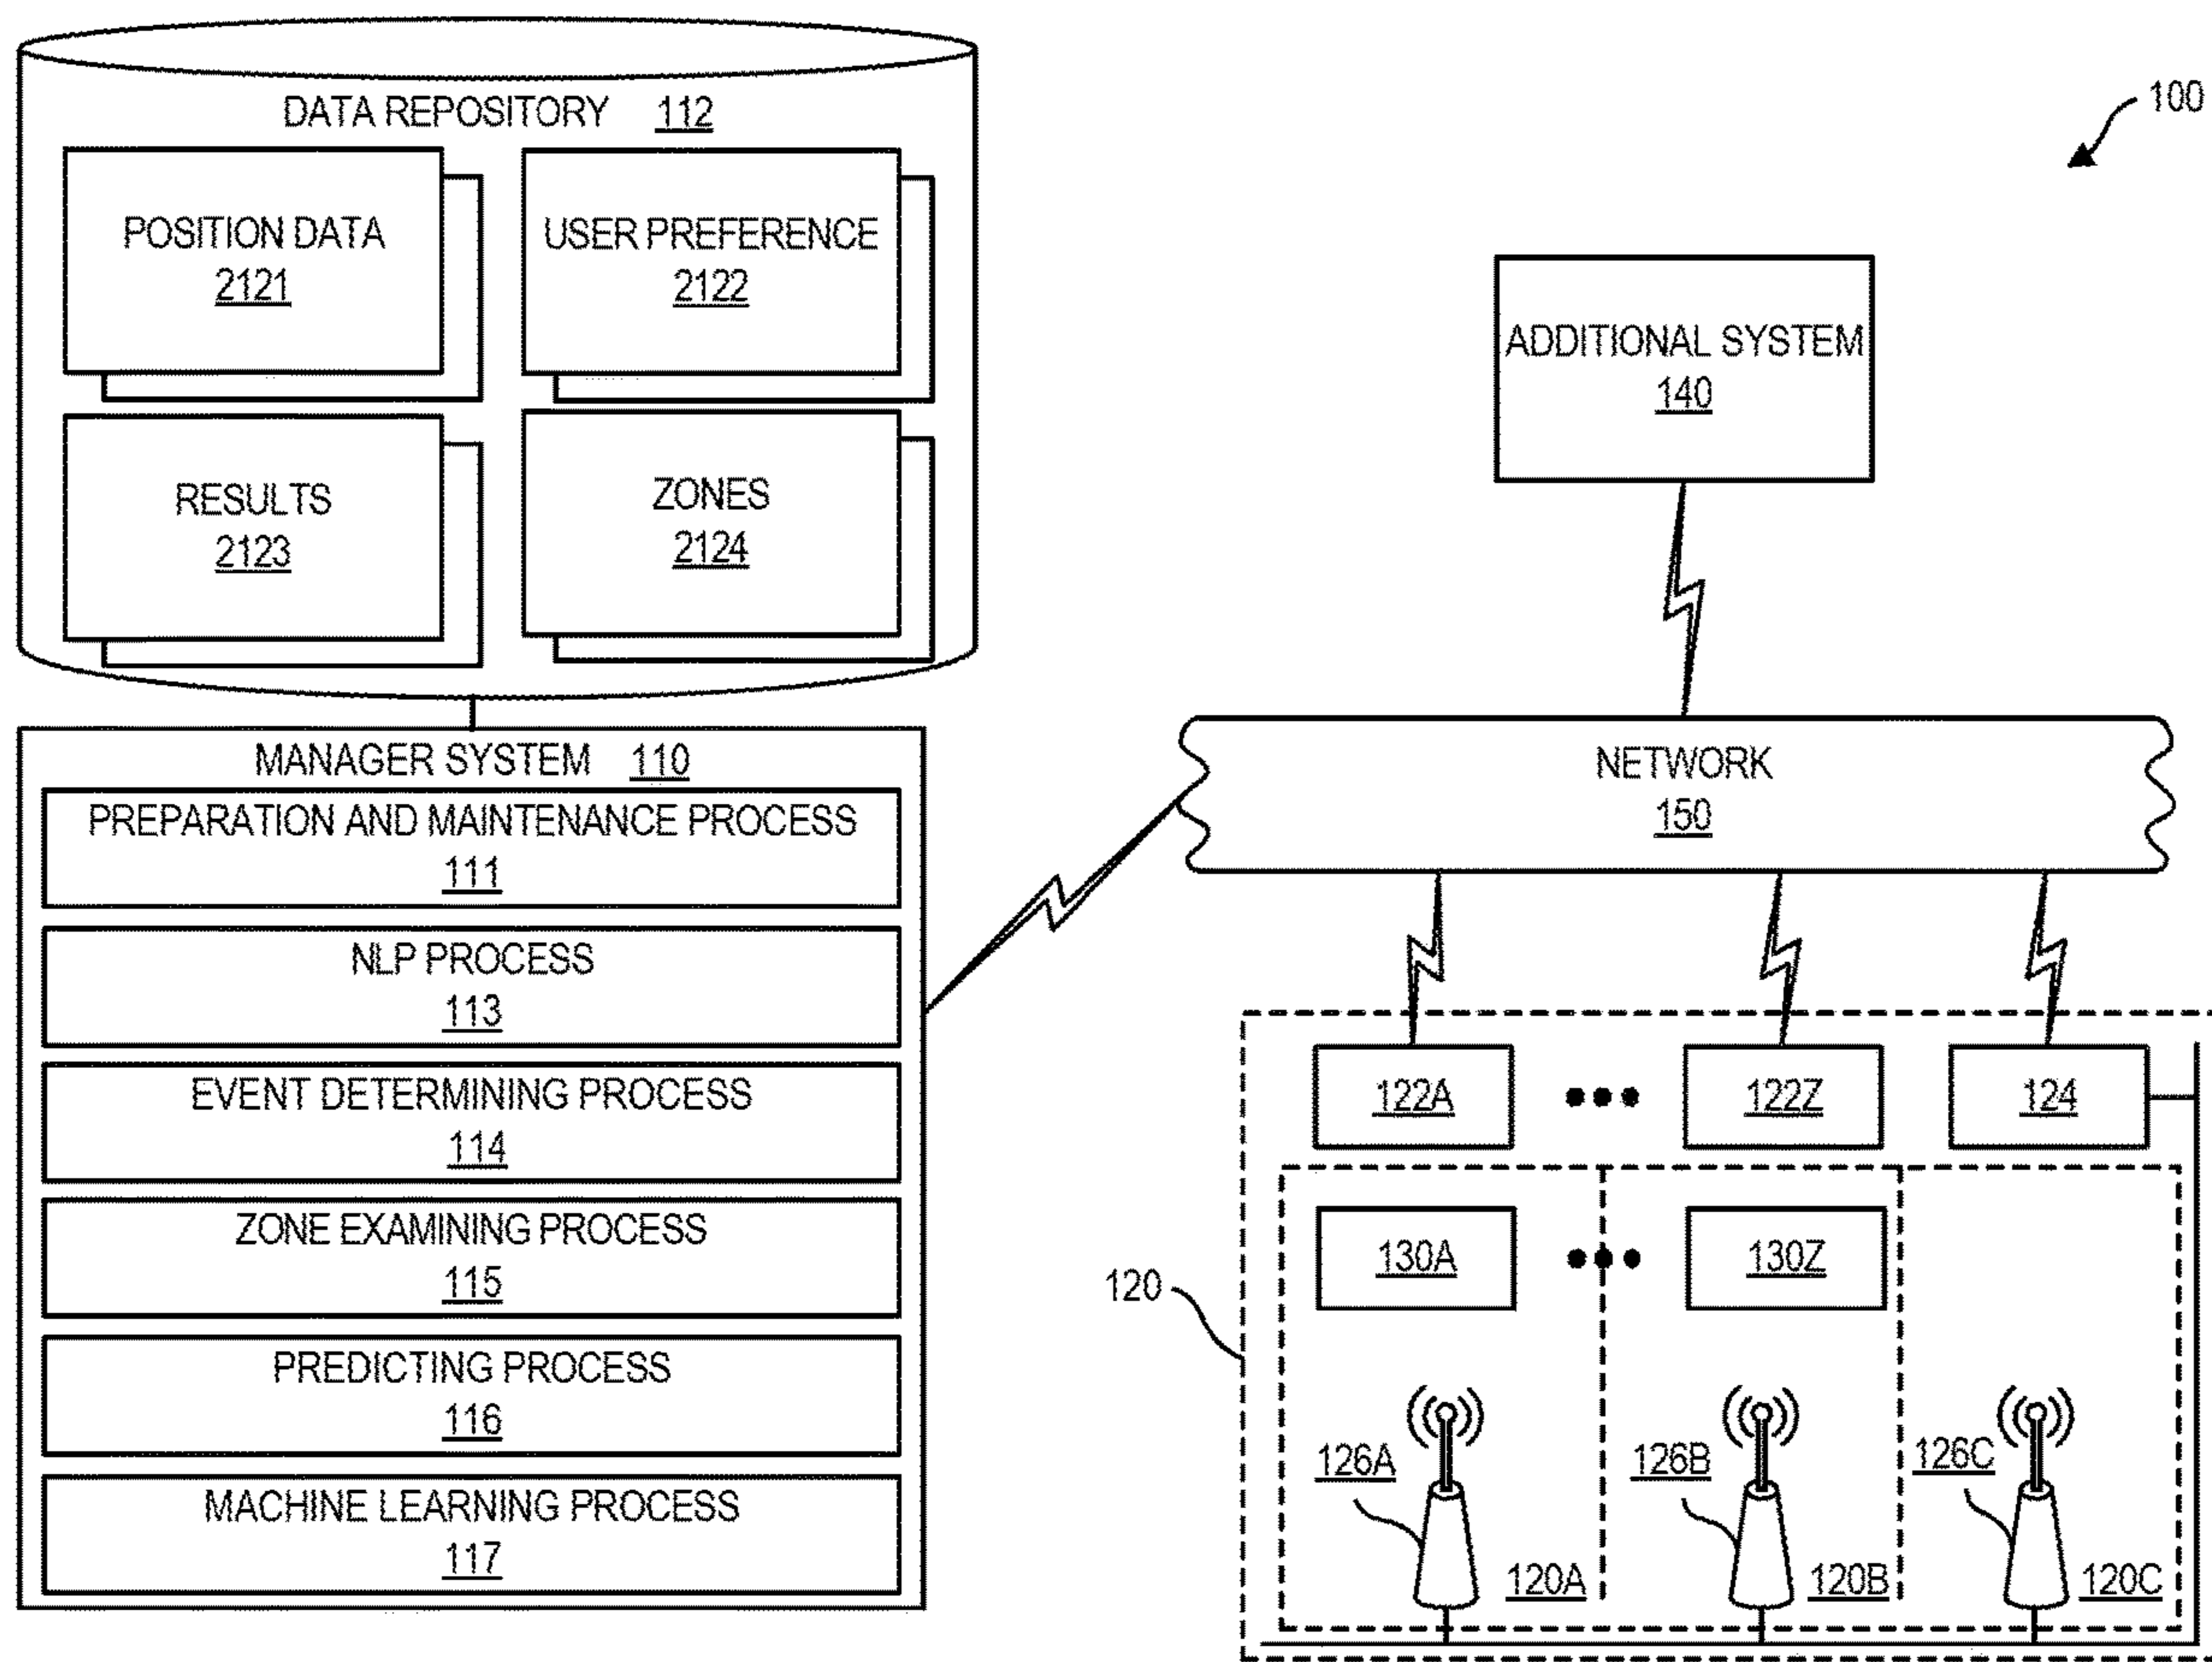 DATA REPOSITORY 112
POSITION DATA
2121
USER PREFERENCE
2122
RESULTS
2123
ZONES
2124
MANAGER SYSTEM 110
PREPARATION AND MAINTENANCE PROCESS
111
NLP PROCESS
113
EVENT DETERMINING PROCESS
114
ZONE EXAMINING PROCESS
115
PREDICTING PROCESS
116
MACHINE LEARNING PROCESS
117
100
ADDITIONAL SYSTEM
140
NETWORK
150
122A
122Z
124
130A
130Z
120
126A
126B
126C
120A
120B
120C